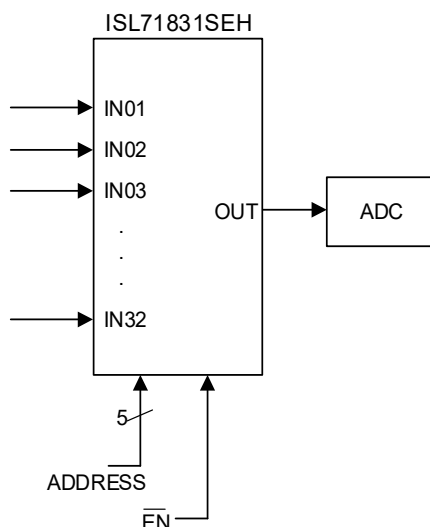 ISL71831SEH
IN01
IN02
IN03
OUT
ADC
.
.
.
IN32
5
ADDRESS
EN